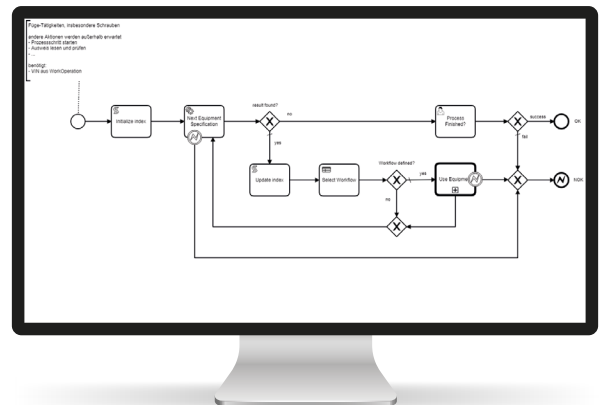 Füge-Tätigkeiten, insbesondere Schrauben
andere Aktionen werden außerhalb erwartet
- Prozessschritt starten
- Ausweis lesen und prüfen
- ...
benötigt
- VIN aus WorkOperation
Initialize Index
Next Equipment
Specification
result found?
no
yes
Process
Finished?
success
OK
fail
Update Index
Select Workflow
Workflow defined?
yes
no
Use Equipment
NOK